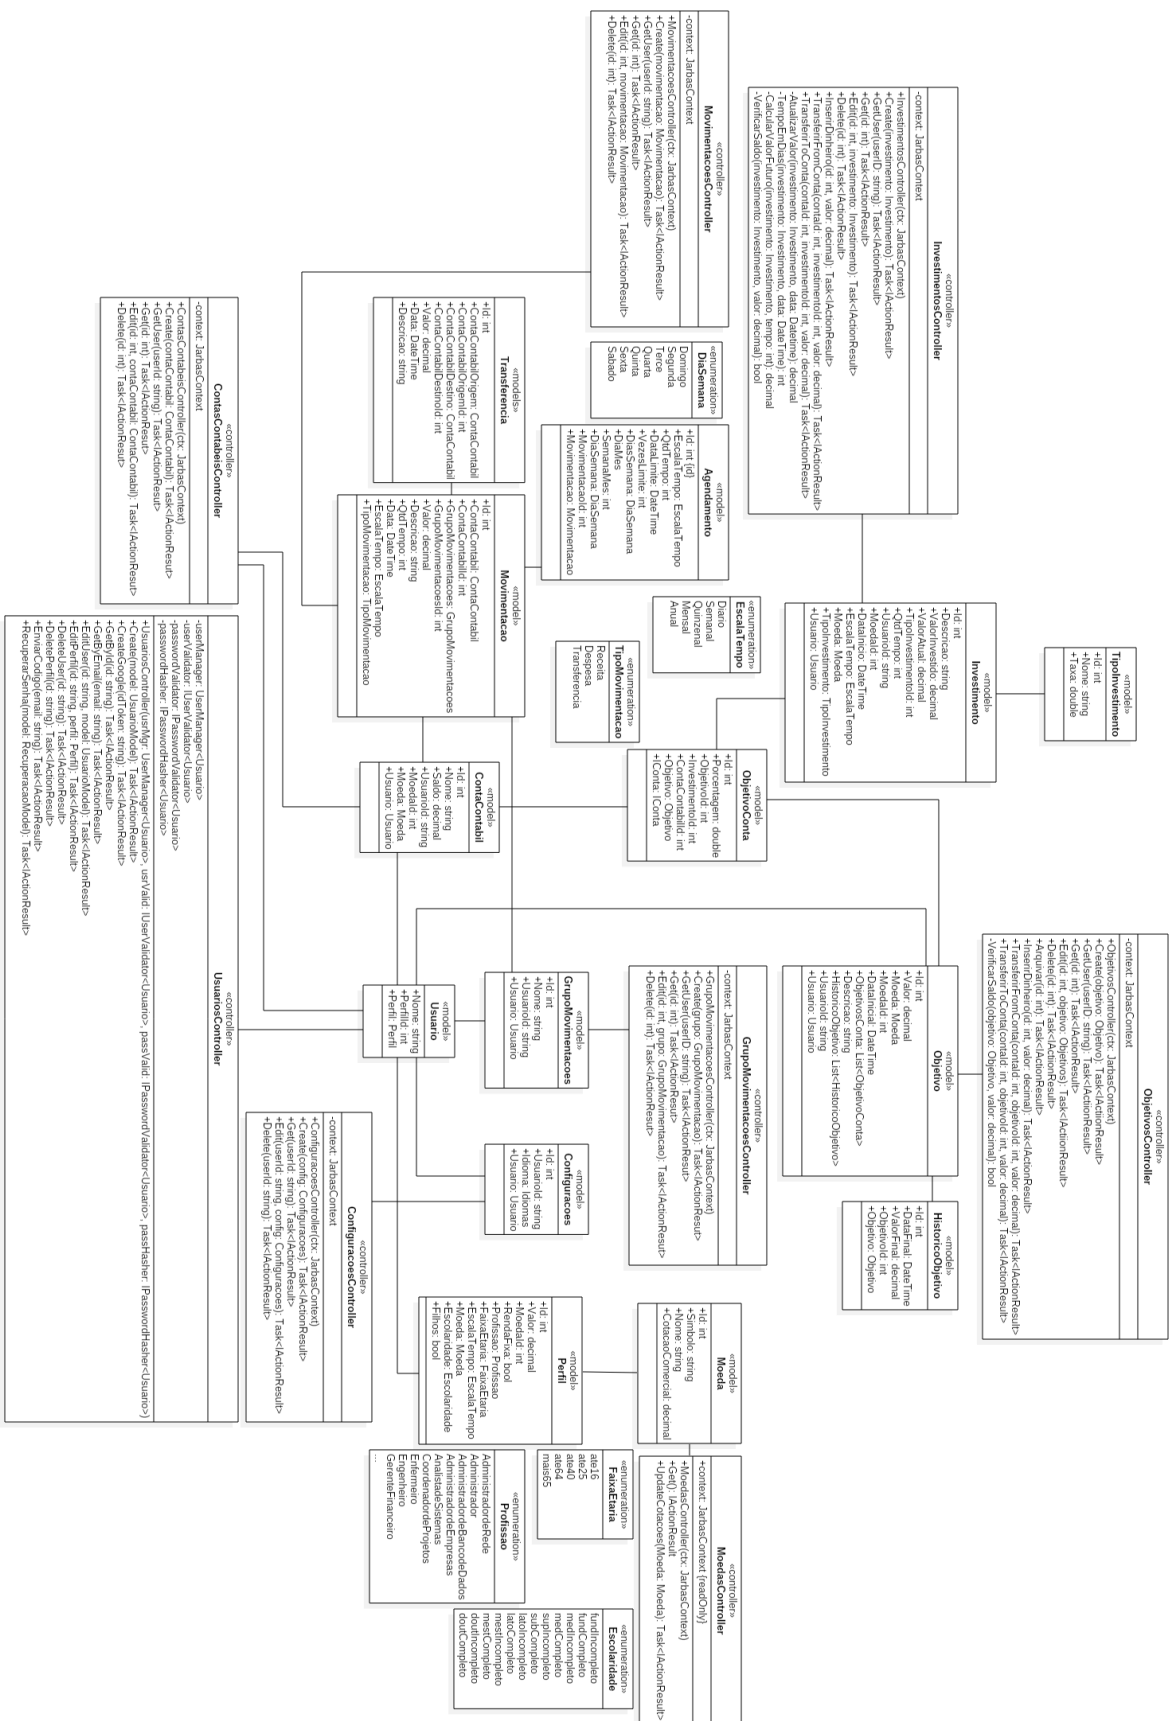 «controller»
InvestimentosController
-context: JarbasContext
+InvestimentosController(ctx: JarbasContext)
+Create(investimento: Investimento): Task<IActionResult>
+GetUser(userID: string): Task<IActionResult>
+Get(id: int): Task<IActionResult>
+Edit(id: int, investimento: Investimento): Task<IActionResult>
+Delete(id: int): Task<IActionResult>
+InserirDinheiro(id: int, valor: decimal): Task<IActionResult>
+TransferirFromConta(contaId: int, investimentoId: int, valor: decimal): Task<IActionResult>
+TransferirToConta(contaId: int, investimentoId: int, valor: decimal): Task<IActionResult>
-AtualizarValor(investimento: Investimento, data: Datetime): decimal
-TempoEmDias(investimento: Investimento, data: DateTime): int
-CalcularValorFuturo(investimento: Investimento, tempo: int): decimal
-VerificarSaldo(investimento: Investimento, valor: decimal): bool
«model»
TipoInvestimento
+Id: int
+Nome: string
+Taxa: double
«controller»
ObjetivosController
-context: JarbasContext
+ObjetivosController(ctx: JarbasContext)
+Create(objetivo: Objetivo): Task<IActionResult>
+GetUser(userID: string): Task<IActionResult>
+Get(id: int): Task<IActionResult>
+Edit(id: int, objetivo: Objetivos): Task<IActionResult>
+Delete(id: int): Task<IActionResult>
+Arquivar(id: int): Task<IActionResult>
+InserirDinheiro(id: int, valor: decimal): Task<IActionResult>
+TransferirFromConta(contaId: int, objetivoId: int, valor: decimal): Task<IActionResult>
+TransferirToConta(contaId: int, objetivoId: int, valor: decimal): Task<IActionResult>
-VerificarSaldo(objetivo: Objetivo, valor: decimal): bool
«model»
Investimento
+Id: int
+Descricao: string
+ValorInvestido: decimal
+ValorAtual: decimal
+TipoInvestimentoId: int
+QtdTempo: int
+UsuarioId: string
+MoedaId: int
+DataInicio: DateTime
+EscalaTempo: EscalaTempo
+Moeda: Moeda
+TipoInvestimento: TipoInvestimento
+Usuario: Usuario
«model»
Objetivo
+Id: int
+Valor: decimal
+Moeda: Moeda
+MoedaId: int
+DataInicial: DateTime
+ObjetivosConta: List<ObjetivoConta>
+Descricao: string
+HistoricoObjetivo: List<HistoricoObjetivo>
+UsuarioId: string
+Usuario: Usuario
«model»
HistoricoObjetivo
+Id: int
+DataFinal: DateTime
+ValorFinal: decimal
+ObjetivoId: int
+Objetivo: Objetivo
«controller»
MovimentacoesController
-context: JarbasContext
+MovimentacoesController(ctx: JarbasContext)
+Create(movimentacao: Movimentacao): Task<IActionResult>
+GetUser(userId: string): Task<IActionResult>
+Get(id: int): Task<IActionResult>
+Edit(id: int, movimentacao: Movimentacao): Task<IActionResult>
+Delete(id: int): Task<IActionResult>
«enumeration»
DiaSemana
Domingo
Segunda
Terce
Quarta
Quinta
Sexta
Sabado
«model»
Agendamento
+Id: int {id}
+EscalaTempo: EscalaTempo
+QtdTempo: int
+DataLimite: DateTime
+VezesLimite: int
+DiasSemana: DiaSemana
+DiaMes
+SemanaMes: int
+DiaSemana: DiaSemana
+MovimentacaoId: int
+Movimentacao: Movimentacao
«enumeration»
EscalaTempo
Diario
Semanal
Quinzenal
Mensal
Anual
«enumeration»
TipoMovimentacao
Receita
Despesa
Transferencia
«model»
ObjetivoConta
+Id: int
+Porcentagem: double
+ObjetivoId: int
+InvestimentoId: int
+ContaContabilId: int
+Objetivo: Objetivo
+IConta: IConta
«controller»
GrupoMovimentacoesController
-context: JarbasContext
+GrupoMovimentacoesController(ctx: JarbasContext)
+Create(grupo: GrupoMovimentacao): Task<IActionResut>
+GetUser(userID: string): Task<IActionResut>
+Get(id: int): Task<IActionResut>
+Edit(id: int, grupo: GrupoMovimentacao): Task<IActionResut>
+Delete(id: int): Task<IActionResut>
«model»
Moeda
+Id: int
+Simbolo: string
+Nome: string
+CotacaoComercial: decimal
«controller»
MoedasController
+context: JarbasContext {readOnly}
+MoedasController(ctx: JarbasContext)
+Get(): IActionResult
+UpdateCotacoes(Moeda: Moeda): Task<IActionResult>
«models»
Transferencia
+Id: int
+ContaContabilOrigem: ContaContabil
+ContaContabilOrigemId: int
+ContaContabilDestino: ContaContabil
+ContaContabilDestinoId: int
+Valor: decimal
+Data: DateTime
+Descricao: string
«model»
Movimentacao
+Id: int
+ContaContabil: ContaContabil
+ContaContabilId: int
+GrupoMovimentacoes: GrupoMovimentacoes
+GrupoMovimentacoesId: int
+Valor: decimal
+Descricao: string
+QtdTempo: int
+Data: DateTime
+EscalaTempo: EscalaTempo
+TipoMovimentacao: TipoMovimentacao
«model»
ContaContabil
+Id: int
+Nome: string
+Saldo: decimal
+UsuarioId: string
+MoedaId: int
+Moeda: Moeda
+Usuario: Usuario
«model»
GrupoMovimentacoes
+Id: int
+Nome: string
+UsuarioId: string
+Usuario: Usuario
«model»
Configuracoes
+Id: int
+UsuarioId: string
+Idioma: Idiomas
+Usuario: Usuario
«model»
Perfil
+Id: int
+Valor: decimal
+MoedaId: int
+RendaFixa: bool
+Profissao: Profissao
+FaixaEtaria: FaixaEtaria
+EscalaTempo: EscalaTempo
+Moeda: Moeda
+Escolaridade: Escolaridade
+Filhos: bool
«enumeration»
FaixaEtaria
ate16
ate25
ate40
ate64
mais65
«enumeration»
Escolaridade
fundIncompleto
fundCompleto
medIncompleto
medCompleto
supIncompleto
subCompleto
latoIncompleto
latoCompleto
mestIncompleto
mestCompleto
doutIncompleto
doutCompleto
«enumeration»
Profissao
AdministradordeRede
Administrador
AdministradordeBancodeDados
AdministradordeEmpresas
AnalistadeSistemas
CoordenadordeProjetos
Enfermeiro
Engenheiro
GerenteFinanceiro
...
«model»
Usuario
+Nome: string
+PerfilId: int
+Perfil: Perfil
«controller»
ConfiguracoesController
-context: JarbasContext
+ConfiguracoesController(ctx: JarbasContext)
+Create(config: Configuracoes): Task<IActionResult>
+Get(userId: string): Task<IActionResult>
+Edit(userId: string, config: Configuracoes): Task<IActionResult>
+Delete(userId: string): Task<IActionResult>
«controller»
ContasContabeisController
-context: JarbasContext
+ContasContabeisController(ctx: JarbasContext)
+Create(contaContabil: ContaContabil): Task<IActionResut>
+GetUser(userId: string): Task<IActionResut>
+Get(id: int): Task<IActionResut>
+Edit(id: int, contaContabil: ContaContabil): Task<IActionResut>
+Delete(id: int): Task<IActionResut>
«controller»
UsuariosController
-userManager: UserManager<Usuario>
-userValidator: IUserValidator<Usuario>
-passwordValidator: IPasswordValidator<Usuario>
-passwordHasher: IPasswordHasher<Usuario>
+UsuariosController(usrMgr: UserManager<Usuario>, usrValid: IUserValidator<Usuario>, passValid: IPasswordValidator<Usuario>, passHasher: IPasswordHasher<Usuario>)
+Create(model: UsuarioModel): Task<IActionResult>
+CreateGoogle(idToken: string): Task<IActionResult>
+GetById(id: string): Task<IActionResult>
+GetByEmail(email: string): Task<IActionResult>
+EditUser(id: string, model: UsuarioModel): Task<IActionResult>
+EditPerfil(id: string, perfil: Perfil): Task<IActionResult>
+DeleteUser(id: string): Task<IActionResult>
+DeletePerfil(id: string): Task<IActionResult>
+EnviarCodigo(email: string): Task<IActionResult>
+RecuperarSenha(model: RecuperacaoModel): Task<IActionResult>